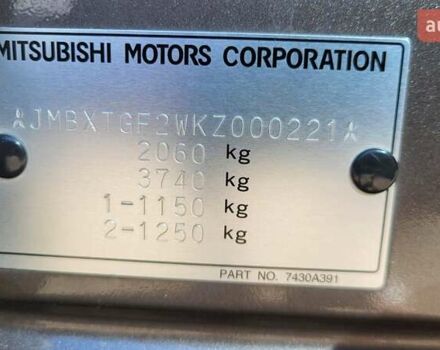 MITSUBISHI MOTORS CORPORATION
JMBXTGF2WKZ000221
2060 kg
3740 kg
1-1150 kg
2-1250 kg
PART NO. 7430A391